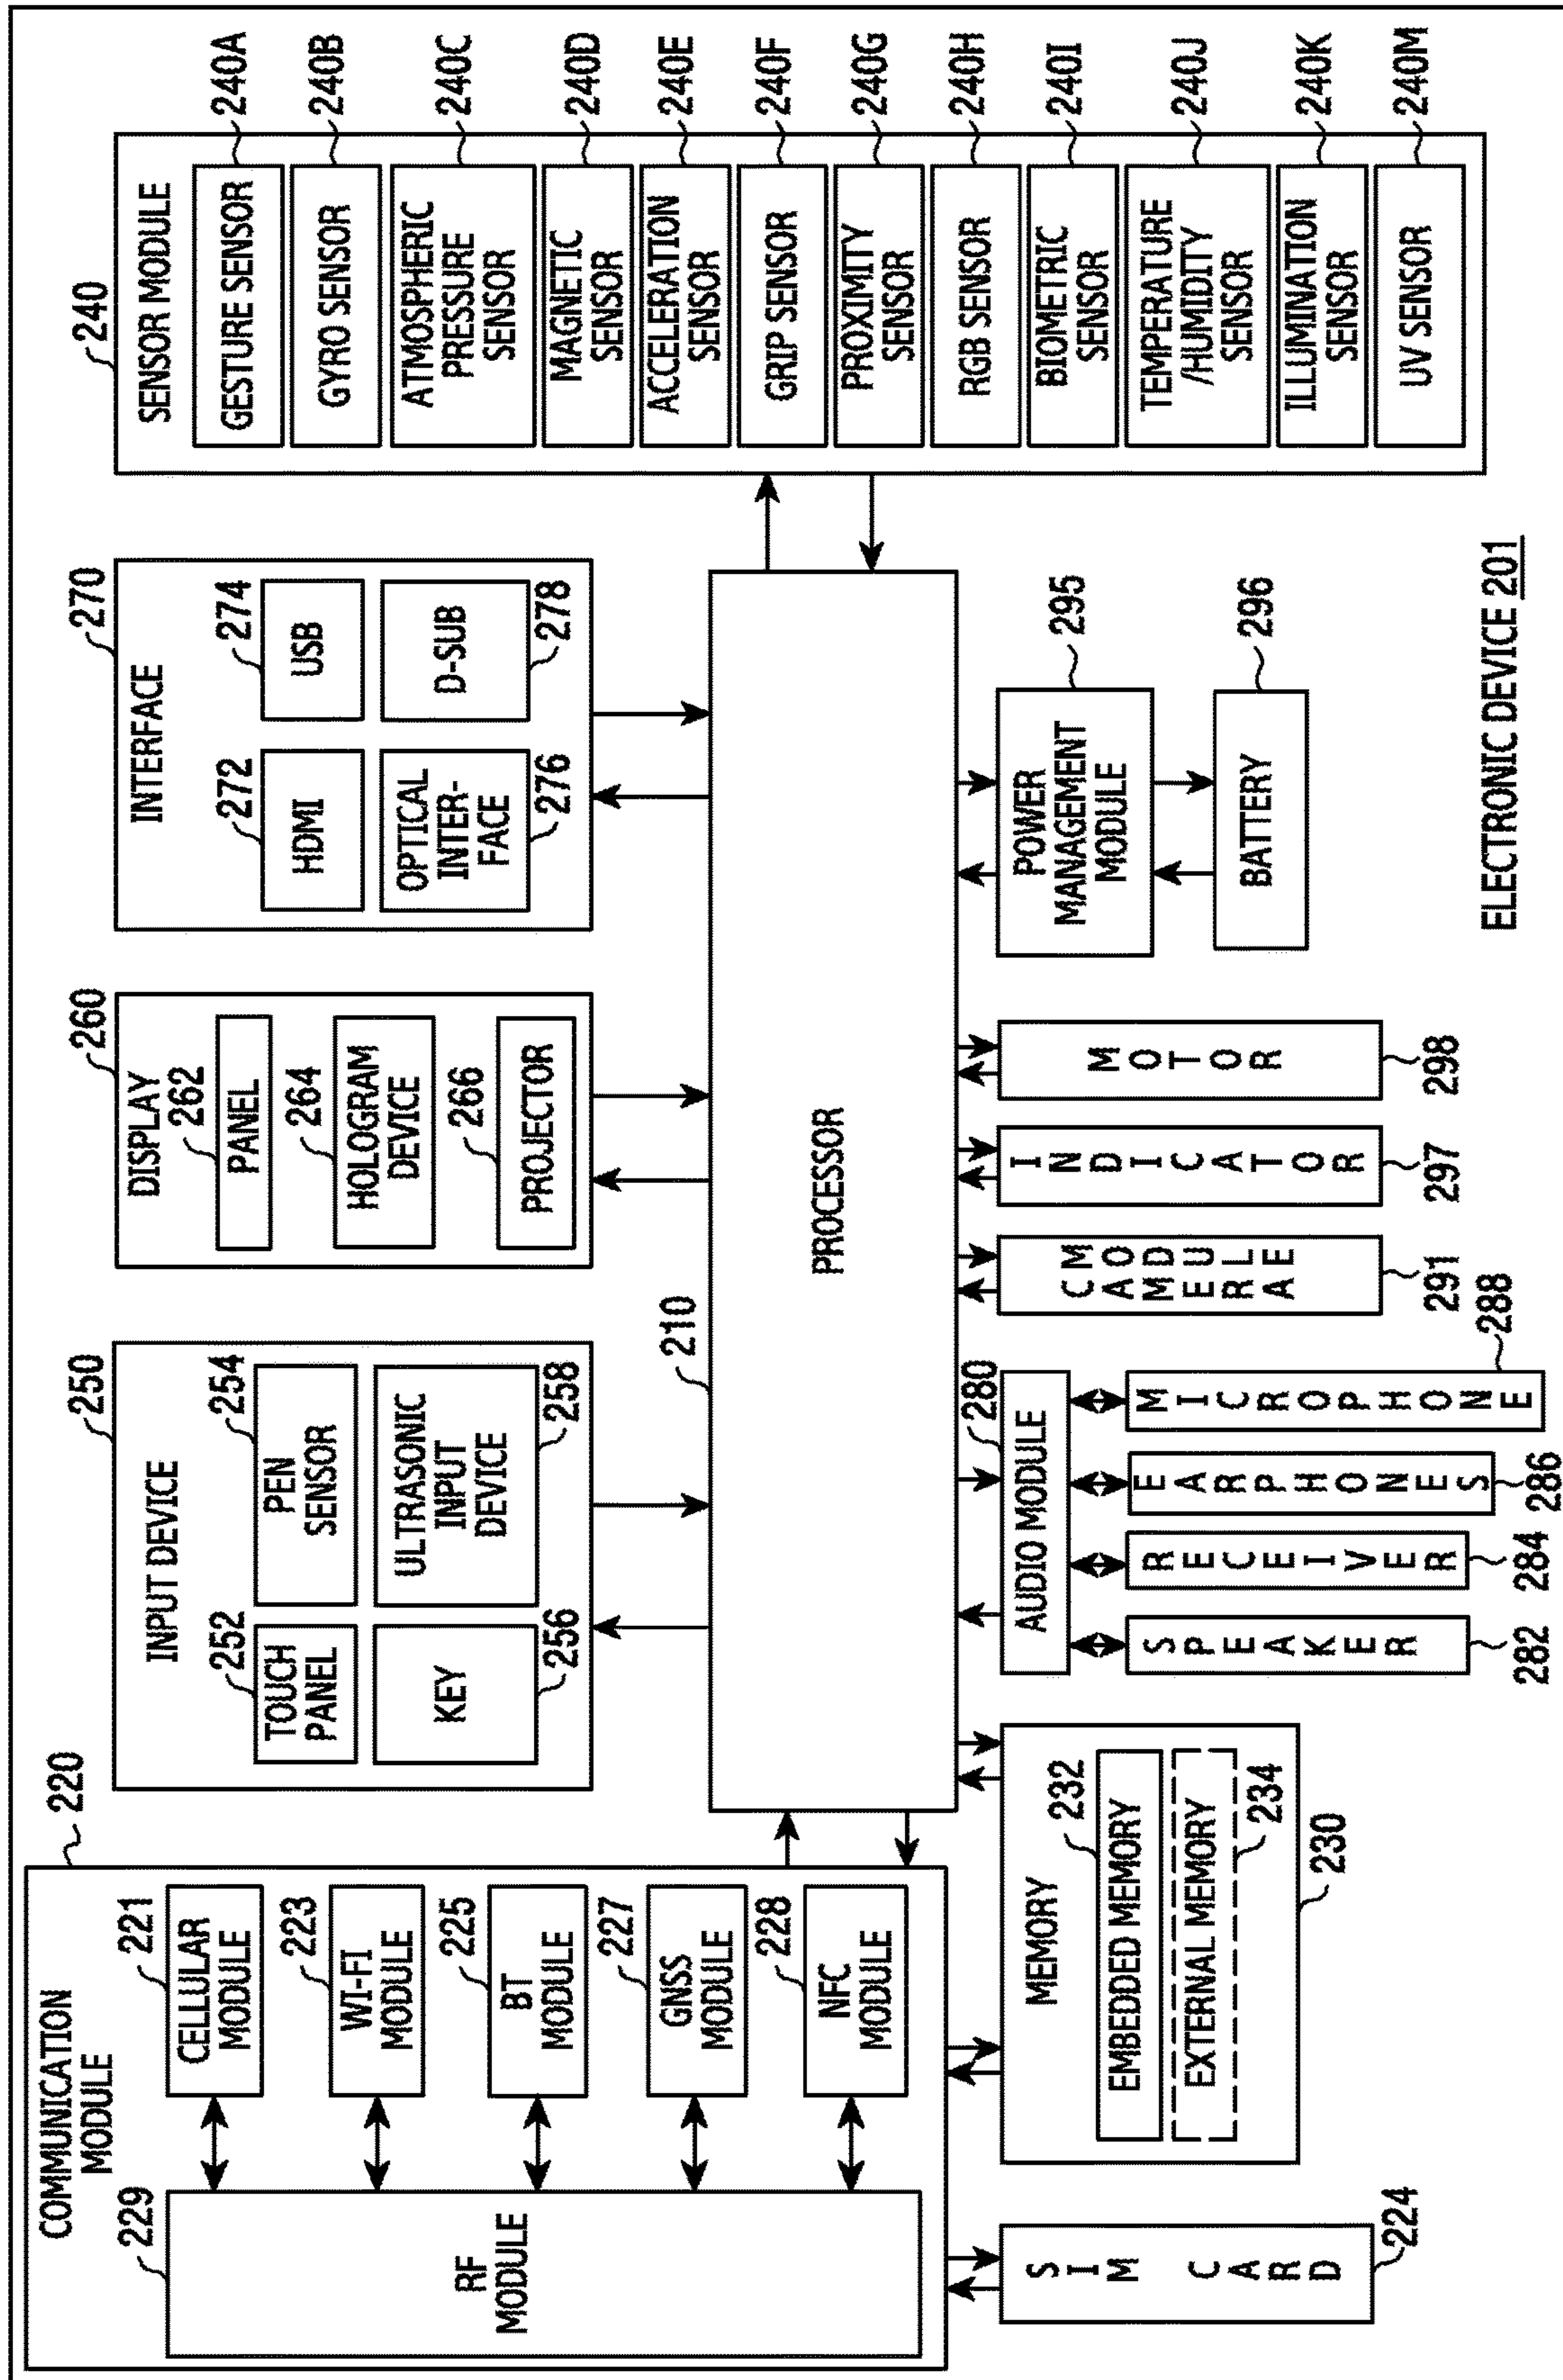 COMMUNICATION
MODULE
220
229
RF
MODULE
221
CELLULAR
MODULE
223
WI-FI
MODULE
225
BT
MODULE
227
GNSS
MODULE
228
NFC
MODULE
250
INPUT DEVICE
252
TOUCH
PANEL
254
PEN
SENSOR
KEY
256
ULTRASONIC
INPUT
DEVICE
258
260
DISPLAY
262
PANEL
264
HOLOGRAM
DEVICE
266
PROJECTOR
270
INTERFACE
272
HDMI
274
USB
OPTICAL
INTER-
FACE
276
D-SUB
278
240
SENSOR MODULE
GESTURE SENSOR
240A
GYRO SENSOR
240B
ATMOSPHERIC
PRESSURE
SENSOR
240C
MAGNETIC
SENSOR
240D
ACCELERATION
SENSOR
240E
GRIP SENSOR
240F
PROXIMITY
SENSOR
240G
RGB SENSOR
240H
BIOMETRIC
SENSOR
240I
TEMPERATURE
/HUMIDITY
SENSOR
240J
ILLUMINATION
SENSOR
240K
UV SENSOR
240M
210
PROCESSOR
SIM CARD
224
MEMORY
232
EMBEDDED MEMORY
EXTERNAL MEMORY
234
230
280
AUDIO MODULE
SPEAKER
282
RECEIVER
284
EARPHONES
286
MICROPHONE
288
CAMERA
MODULE
291
INDICATOR
297
MOTOR
298
POWER
MANAGEMENT
MODULE
295
BATTERY
296
ELECTRONIC DEVICE 201